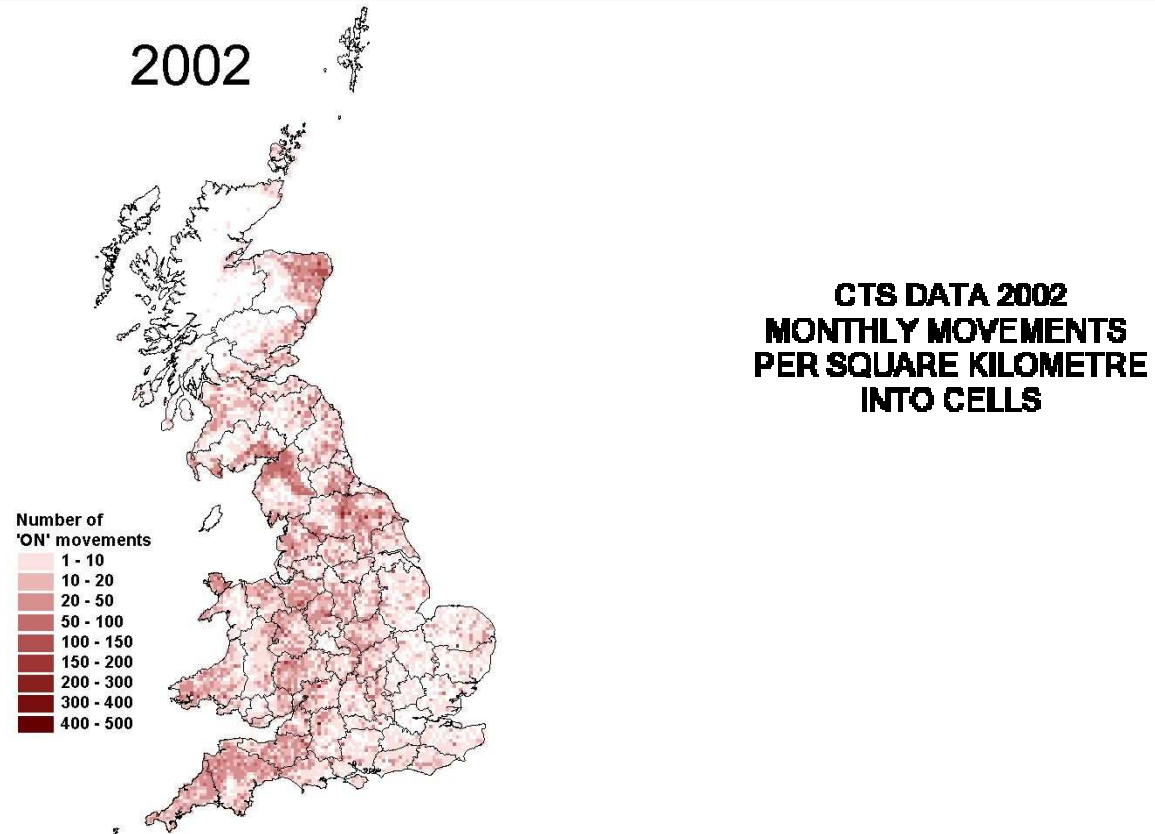 2002
CTS DATA 2002
MONTHLY MOVEMENTS
PER SQUARE KILOMETRE
INTO CELLS
Number of
'ON' movements
1 - 10
10 - 20
20 - 50
50 - 100
100 - 150
150 - 200
200 - 300
300 - 400
400 - 500